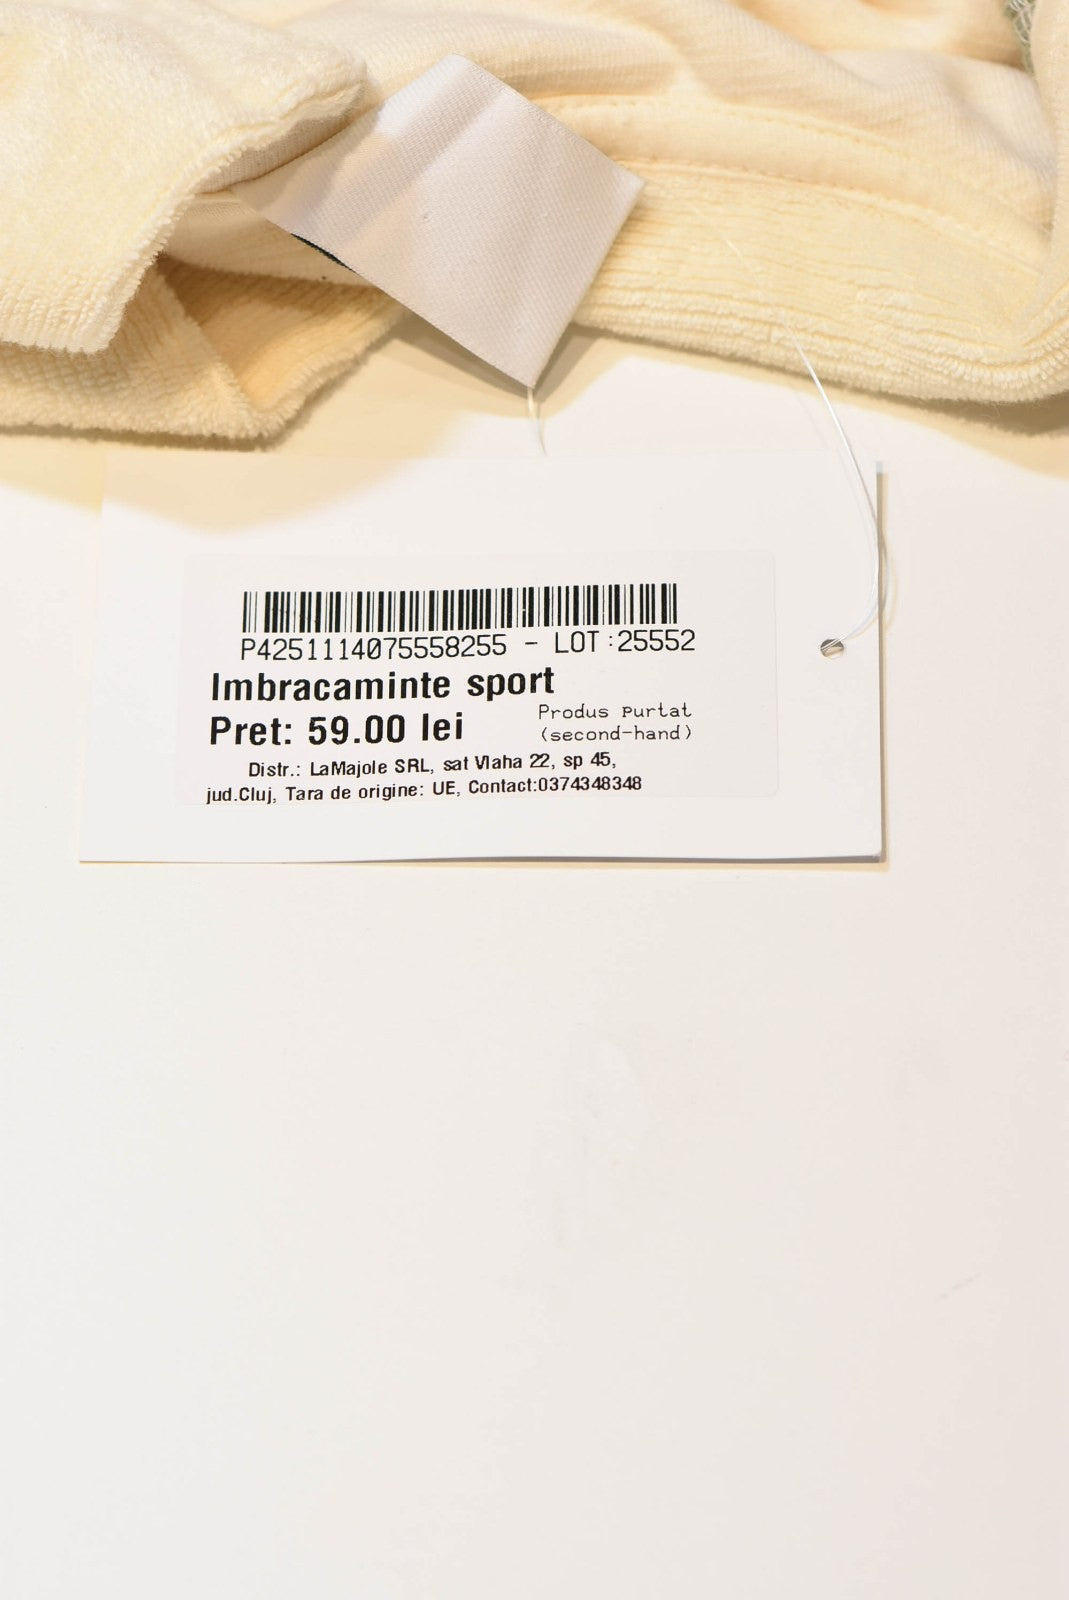 P4251114075558255 - LOT:25552
Imbracaminte sport
Pret: 59.00 lei
Produs purtat
(second-hand)
Distr.: LaMajole SRL, sat Vlaha 22, sp 45,
jud.Cluj, Tara de origine: UE, Contact:0374348348